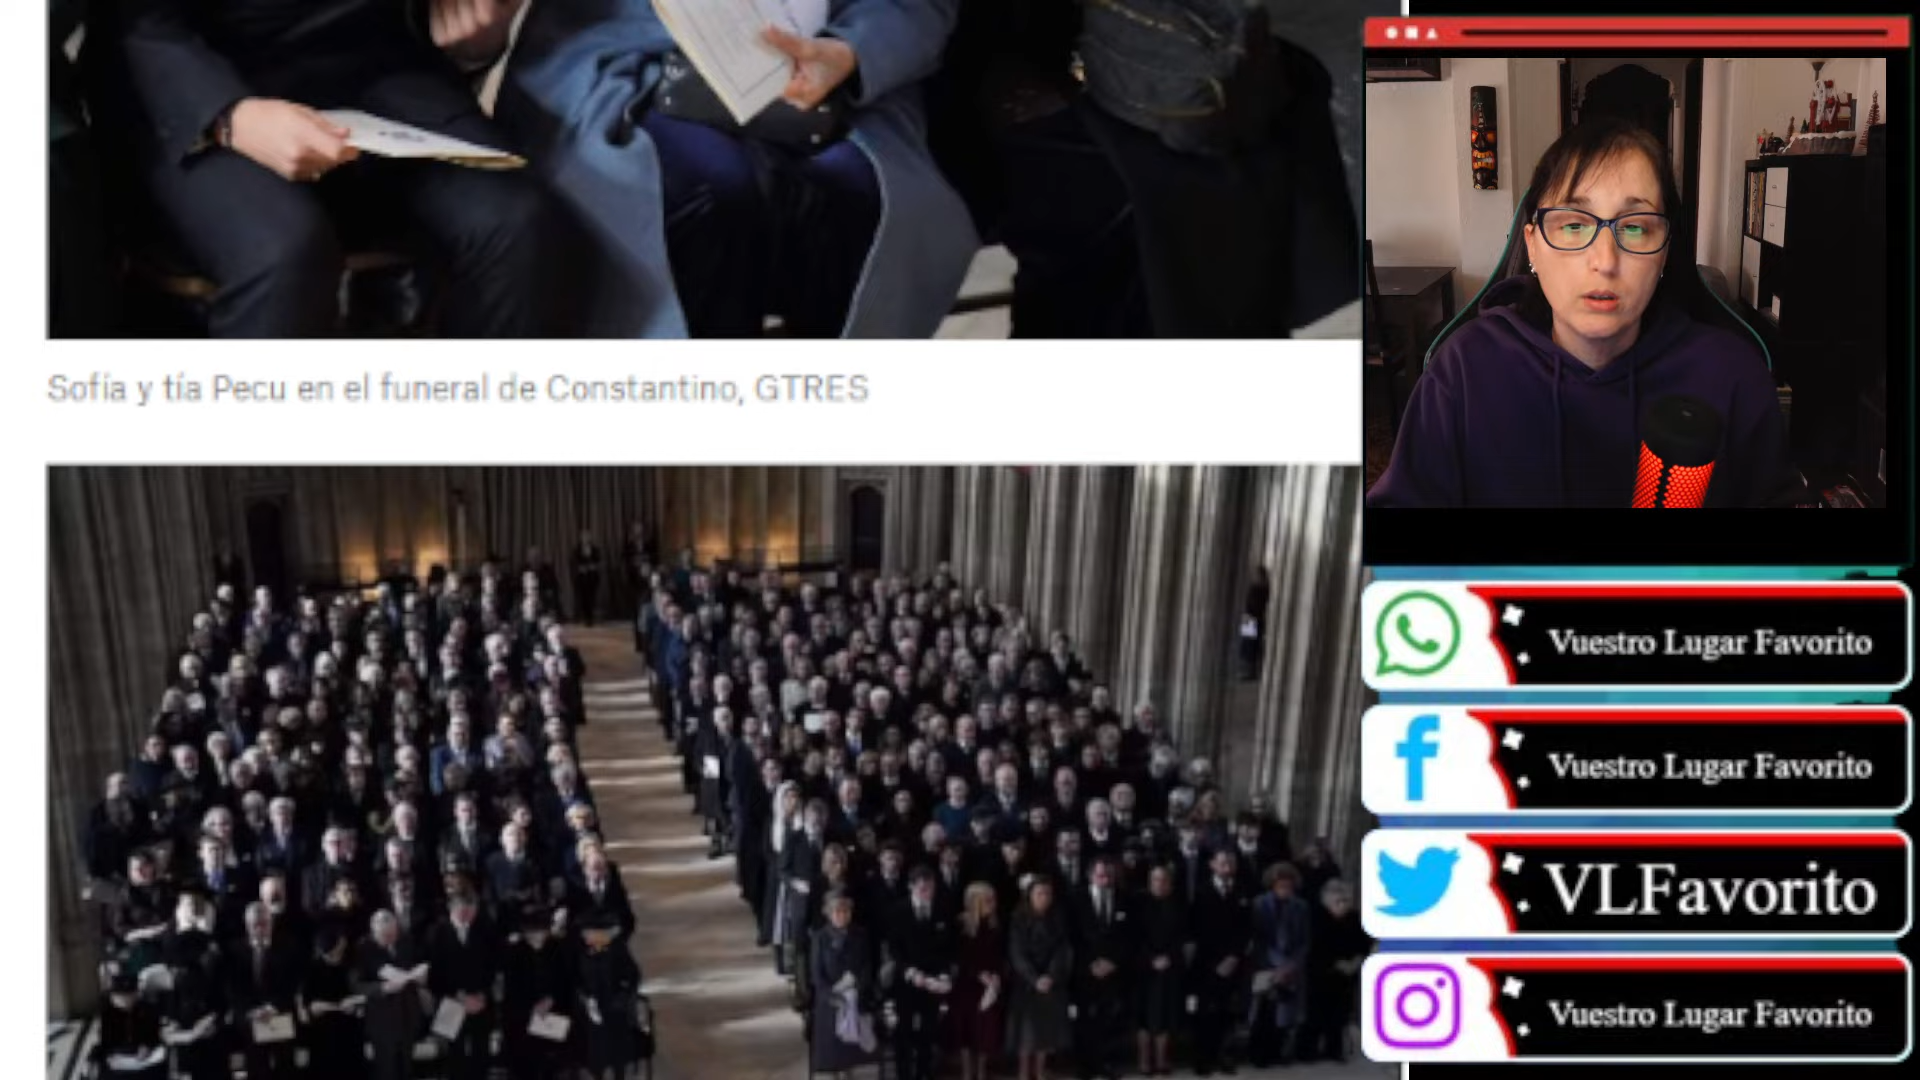 Sofía y tía Pecu en el funeral de Constantino, GTRES
Vuestro Lugar Favorito
Vuestro Lugar Favorito
VLFavorito
Vuestro Lugar Favorito